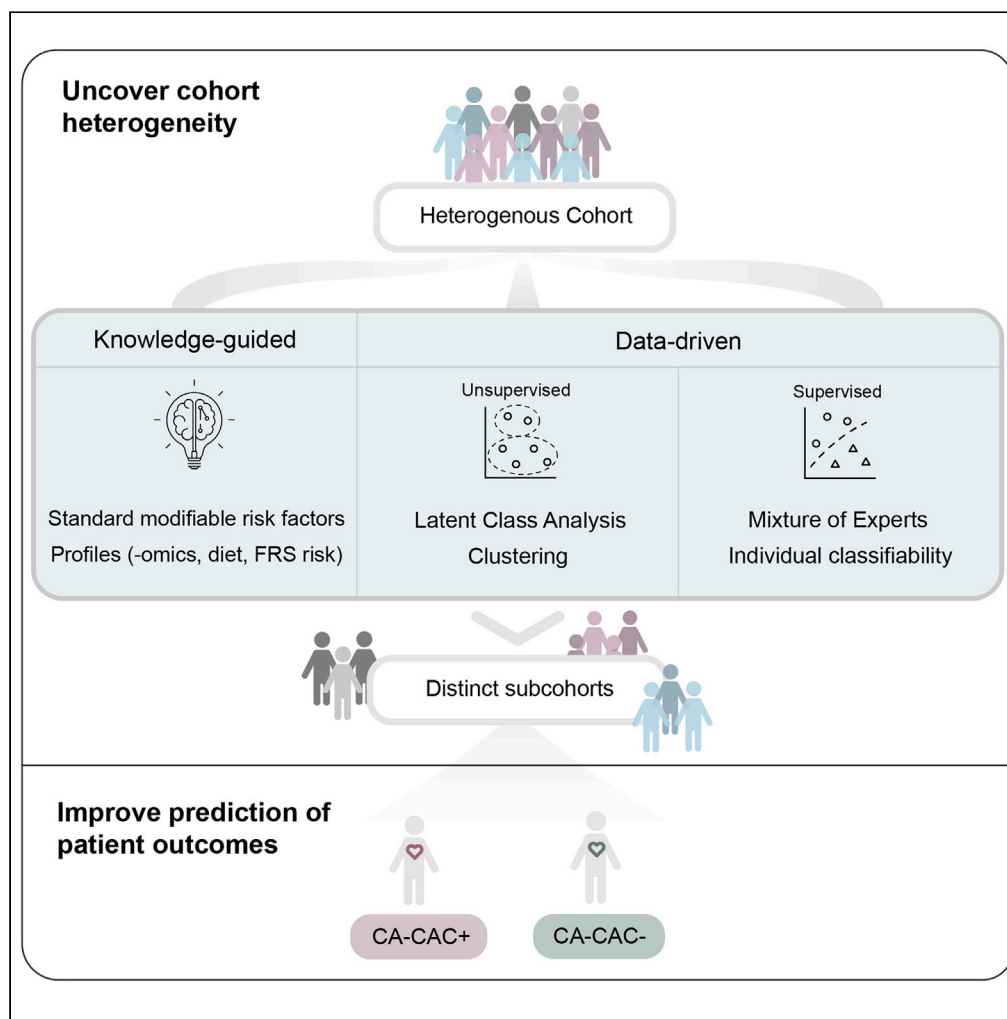 Uncover cohort
heterogeneity
Heterogenous Cohort
Knowledge-guided
Data-driven
Unsupervised
Supervised
Standard modifiable risk factors
Profiles (-omics, diet, FRS risk)
Latent Class Analysis
Clustering
Mixture of Experts
Individual classifiability
Distinct subcohorts
Improve prediction of
patient outcomes
CA-CAC+
CA-CAC-